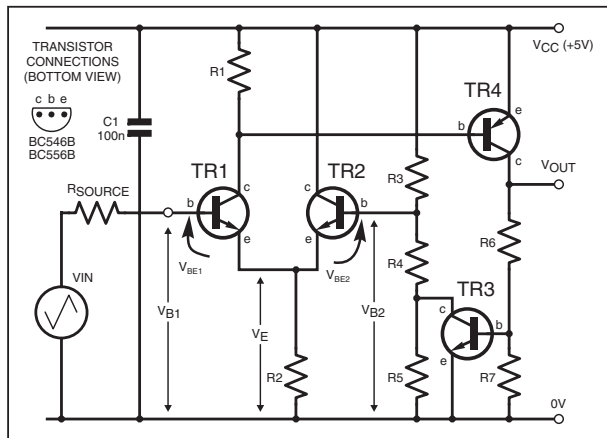 TRANSISTOR
CONNECTIONS
(BOTTOM VIEW)
c b e
BC546B
BC556B
C1
100n
R1
VCC (+5V)
TR4
e
b
c
VOUT
TR1
TR2
RSOURCE
b
c
e
c
b
e
R3
R6
VBE1
VBE2
R4
VIN
VB1
VE
VB2
TR3
c
b
e
R2
R5
R7
0V